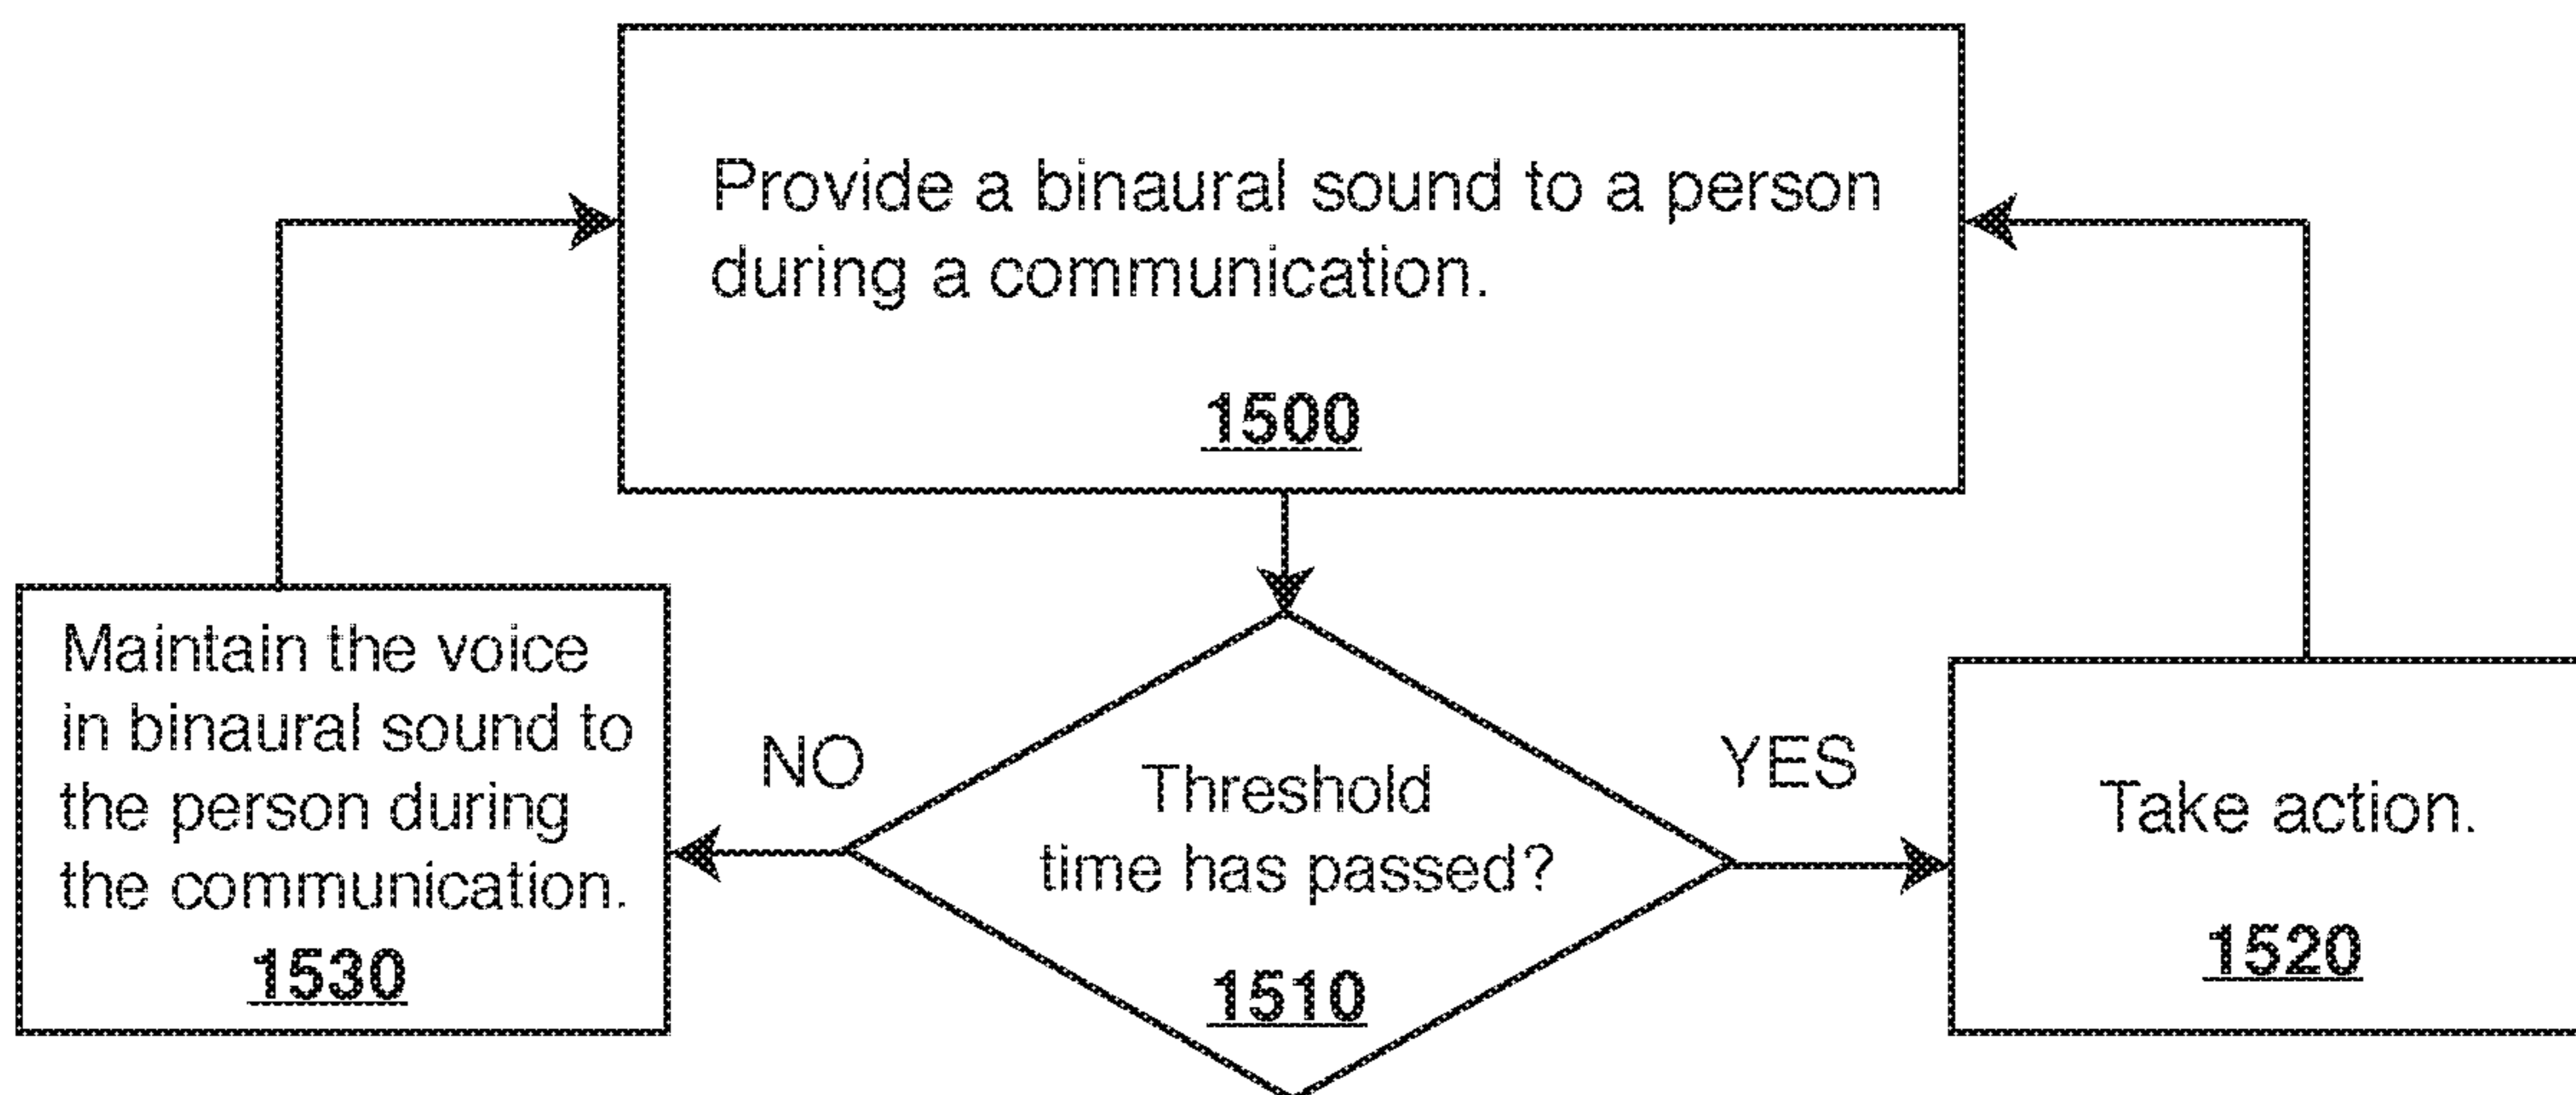 Provide a binaural sound to a person
during a communication.
1500
Maintain the voice
in binaural sound to
the person during
the communication.
1530
NO
Threshold
time has passed?
1510
YES
Take action.
1520